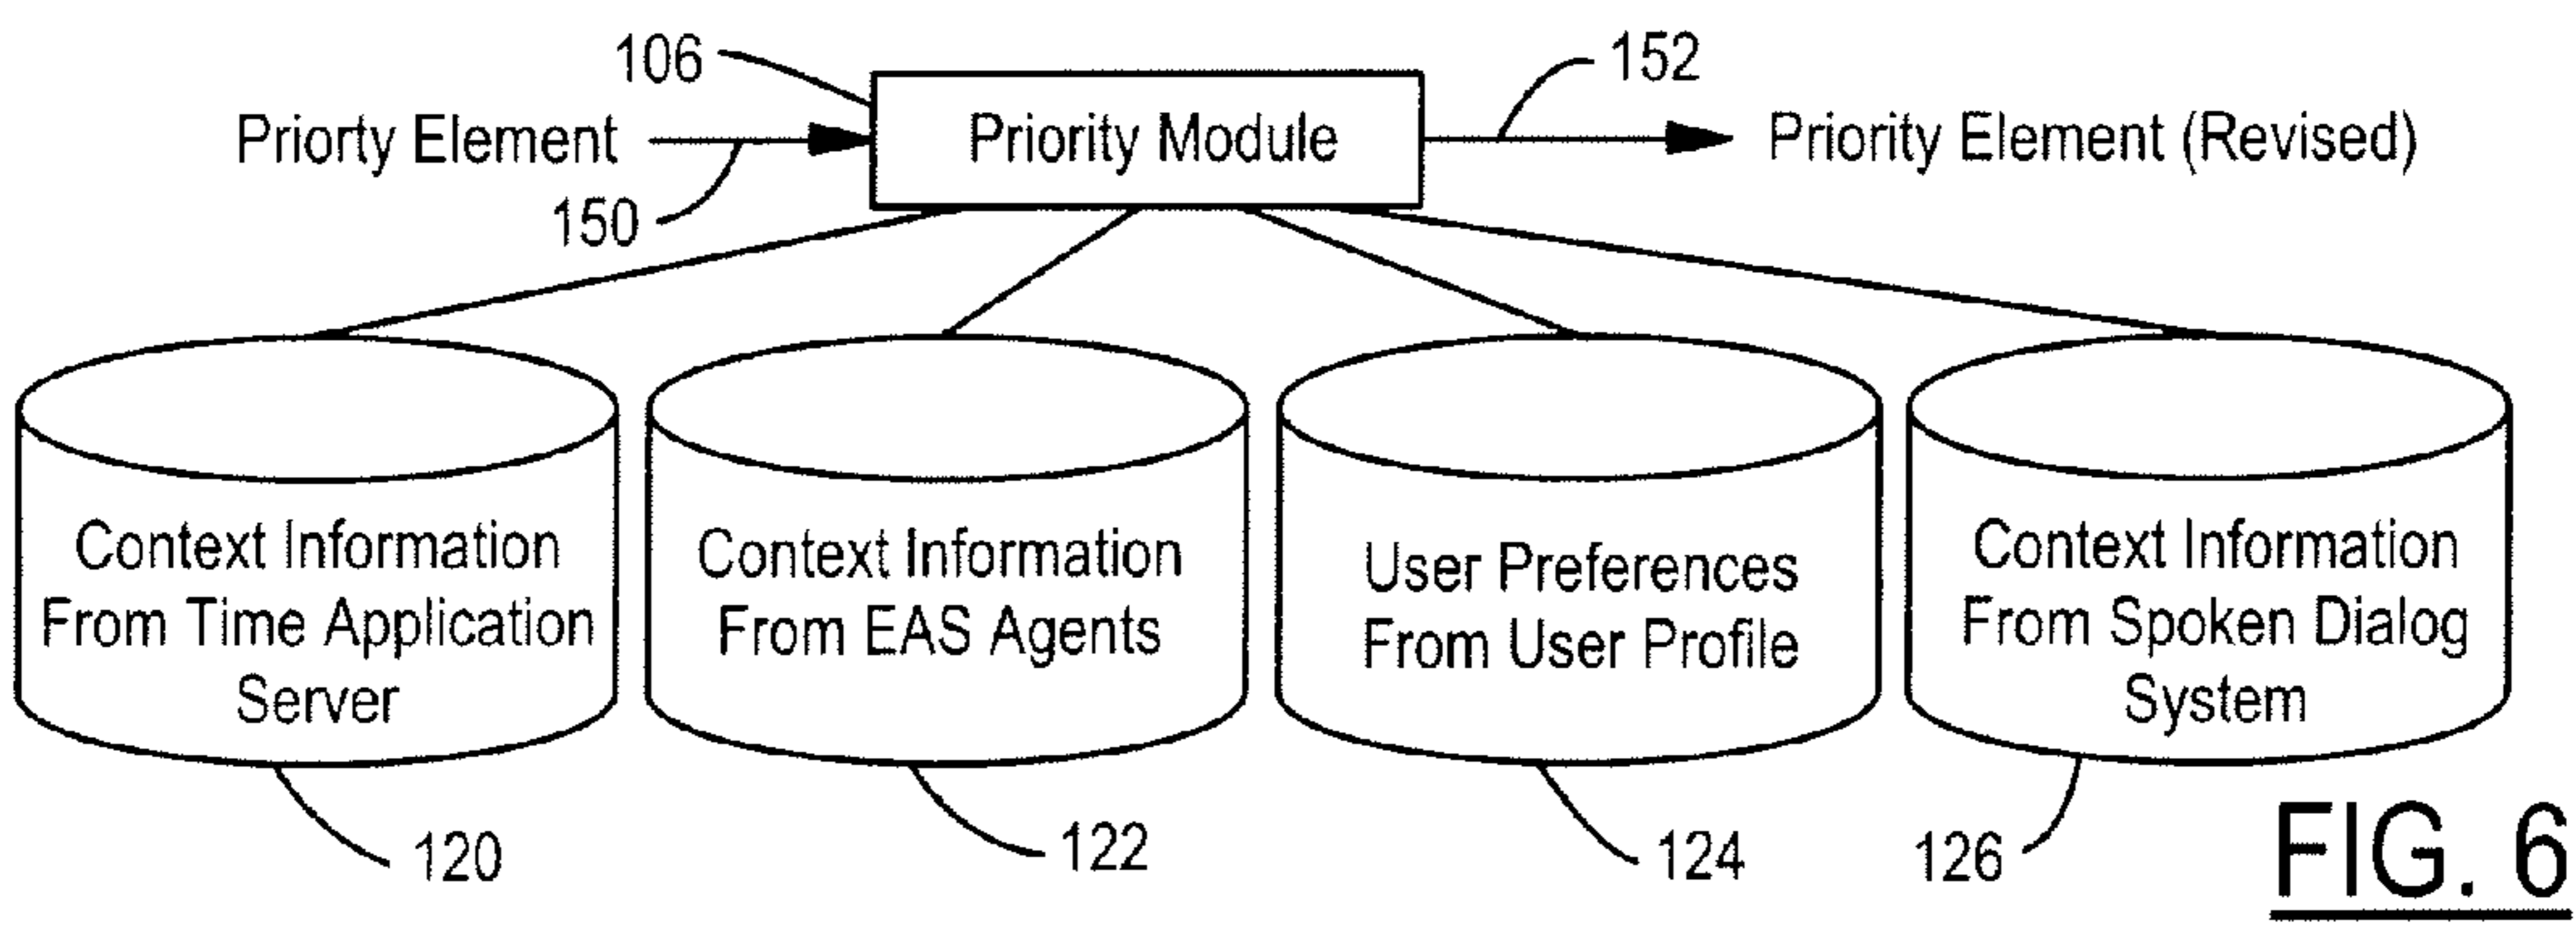 106
152
Priorty Element
Priority Module
Priority Element (Revised)
150
Context Information
From Time Application
Server
Context Information
From EAS Agents
User Preferences
From User Profile
Context Information
From Spoken Dialog
System
120
122
124
126
FIG. 6